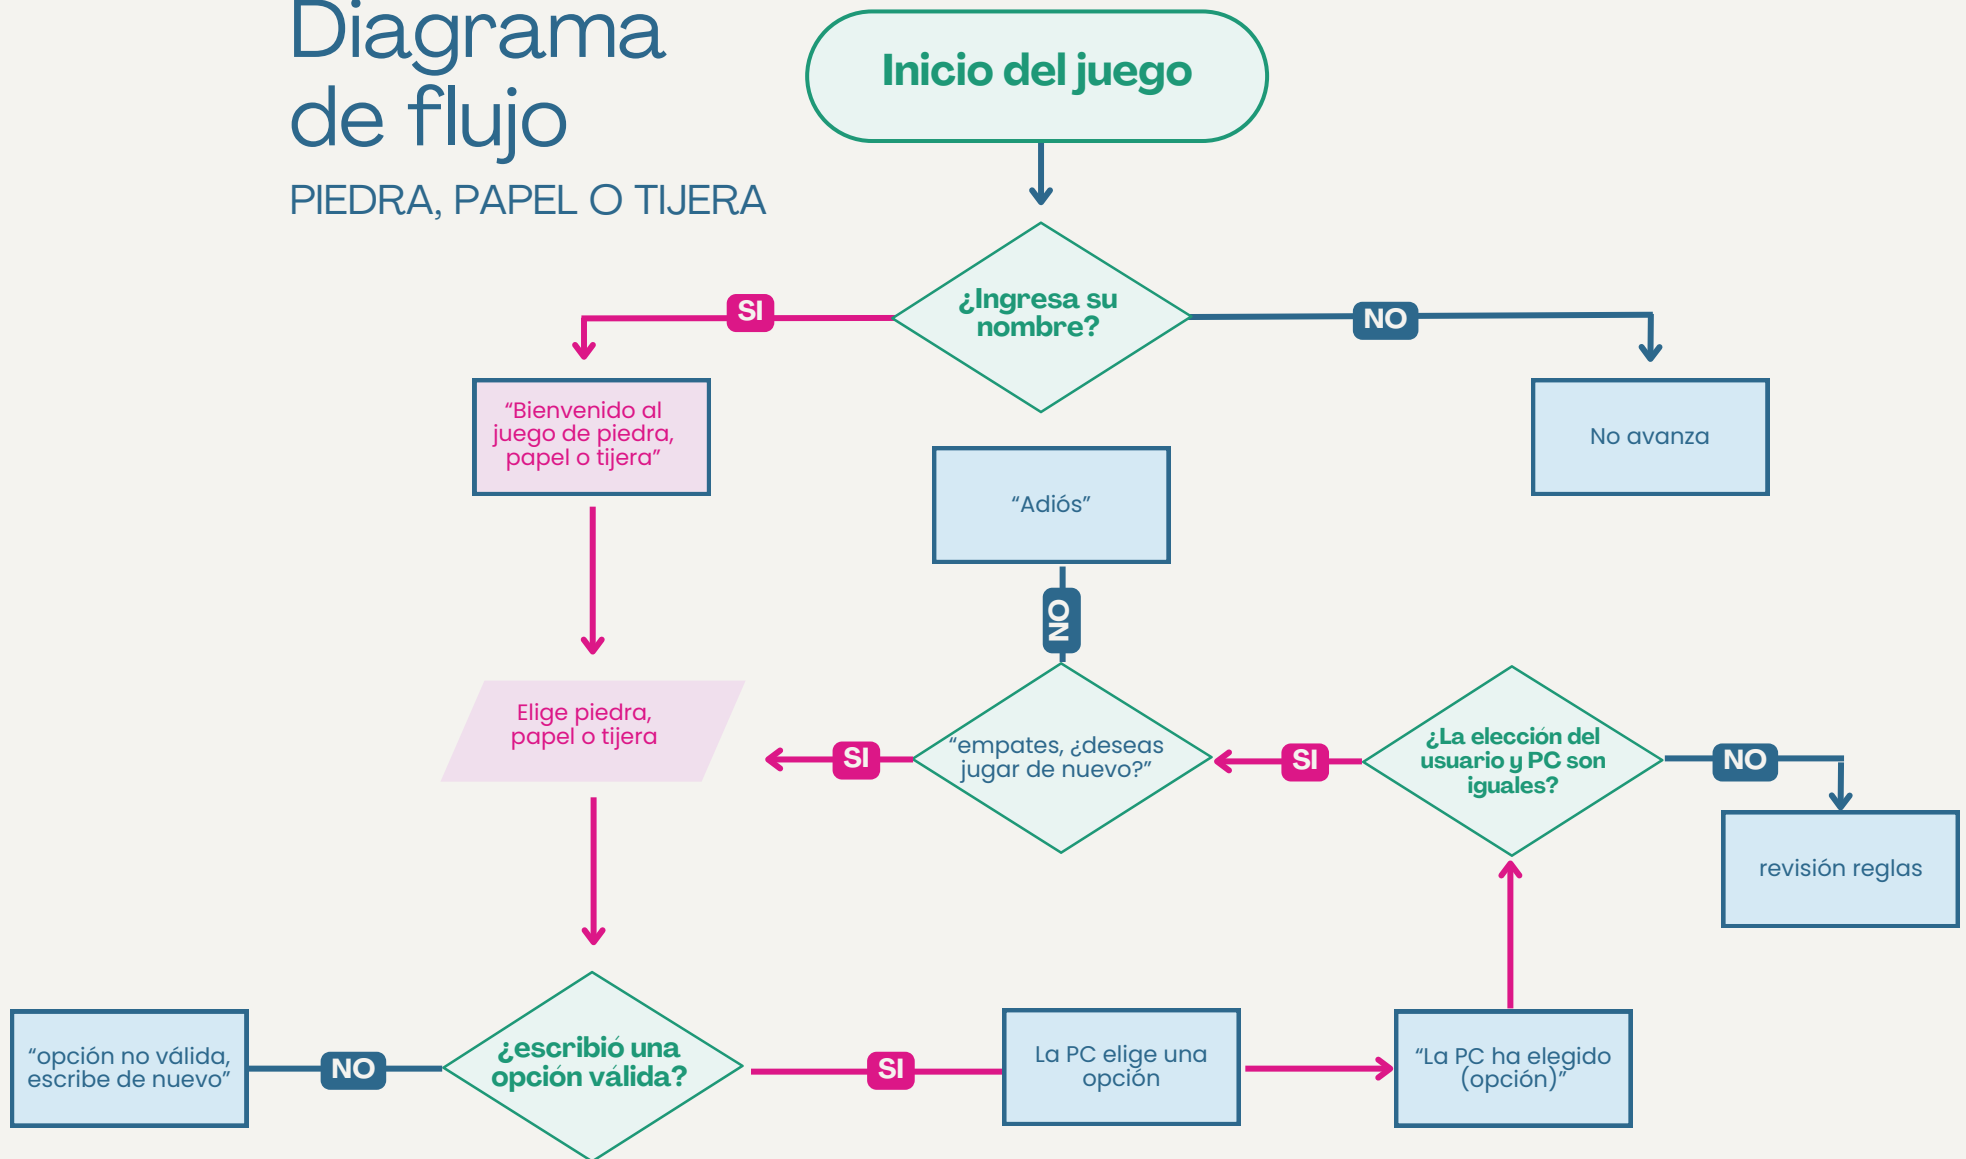 Diagrama
de flujo
PIEDRA, PAPEL O TIJERA
Inicio del juego
¿Ingresa su
nombre?
SI
NO
“Bienvenido al
juego de piedra,
papel o tijera”
No avanza
“Adiós”
NO
Elige piedra,
papel o tijera
SI
“empates, ¿deseas
jugar de nuevo?”
SI
¿La elección del
usuario y PC son
iguales?
NO
revisión reglas
“opción no válida,
escribe de nuevo”
NO
¿escribió una
opción válida?
SI
La PC elige una
opción
“La PC ha elegido
(opción)”